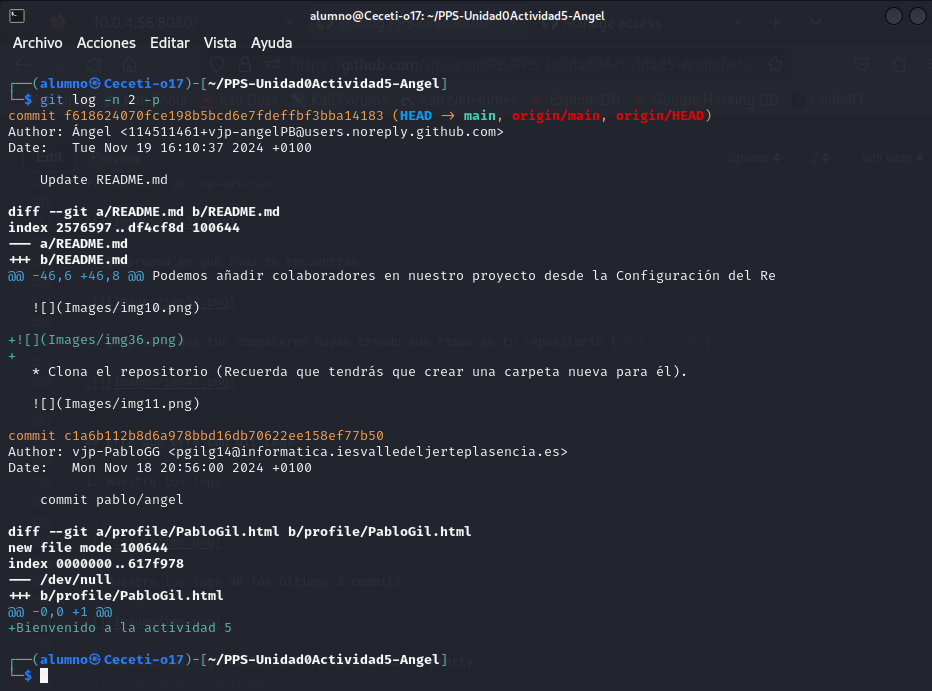 alumno@Ceceti-o17: ~/PPS-Unidad0Actividad5-Angel
Archivo Acciones Editar Vista Ayuda
┌──(alumno㉿Ceceti-o17)-[~/PPS-Unidad0Actividad5-Angel]
└─$ git log -n 2 -p
commit f618624070fce198b5bcd6e7fdeffbf3bba14183 (HEAD -> main, origin/main, origin/HEAD)
Author: Ángel <114511461+vjp-angelPB@users.noreply.github.com>
Date:   Tue Nov 19 16:10:37 2024 +0100
    Update README.md
diff --git a/README.md b/README.md
index 2576597..df4cf8d 100644
--- a/README.md
+++ b/README.md
@@ -46,6 +46,8 @@ Podemos añadir colaboradores en nuestro proyecto desde la Configuración del Re
   ![](Images/img10.png)
+![](Images/img36.png)
+
   * Clona el repositorio (Recuerda que tendrás que crear una carpeta nueva para él).
   ![](Images/img11.png)
commit c1a6b112b8d6a978bbd16db70622ee158ef77b50
Author: vjp-PabloGG <pgilg14@informatica.iesvalledeljerteplasencia.es>
Date:   Mon Nov 18 20:56:00 2024 +0100
    commit pablo/angel
diff --git a/profile/PabloGil.html b/profile/PabloGil.html
new file mode 100644
index 0000000..617f978
--- /dev/null
+++ b/profile/PabloGil.html
@@ -0,0 +1 @@
+Bienvenido a la actividad 5
┌──(alumno㉿Ceceti-o17)-[~/PPS-Unidad0Actividad5-Angel]
└─$